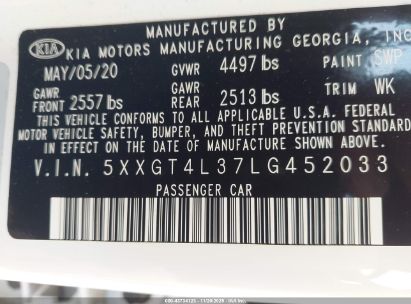 MANUFACTURED BY
KIA KIA MOTORS MANUFACTURING GEORGIA, INC
MAY/05/20 GVWR 4497 lbs PAINT SWP
GAWR FRONT 2557 lbs GAWR REAR 2513 lbs TRIM WK
THIS VEHICLE CONFORMS TO ALL APPLICABLE U.S.A. FEDERAL
MOTOR VEHICLE SAFETY, BUMPER, AND THEFT PREVENTION STANDARDS
IN EFFECT ON THE DATE OF MANUFACTURE SHOWN ABOVE.
V.I.N. 5XXGT4L37LG452033
PASSENGER CAR